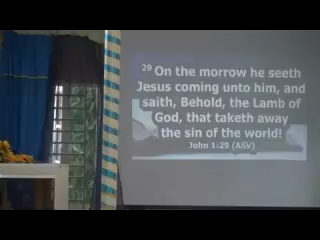 29 On the morrow he seeth
Jesus coming unto him, and
saith, Behold, the Lamb of
God, that taketh away
the sin of the world!
John 1:29 (ASV)